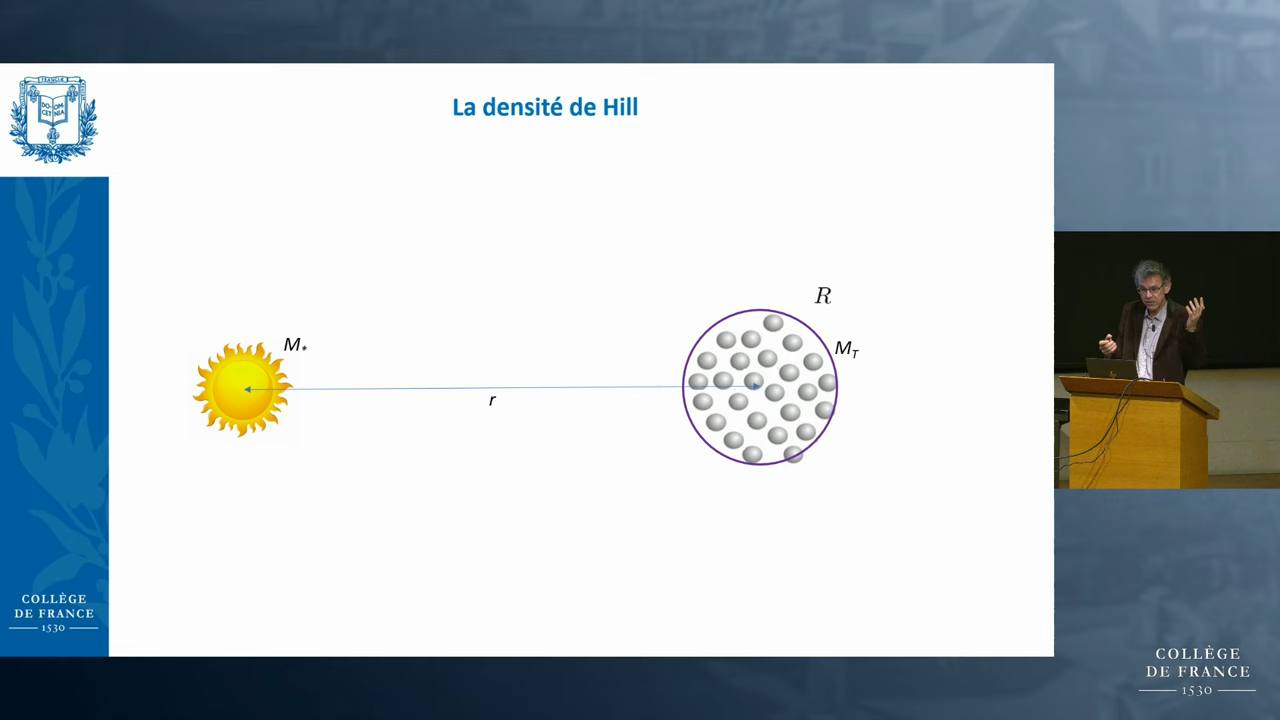 La densité de Hill
R
M*
MT
r
COLLÈGE
DE FRANCE
1530
COLLÈGE
DE FRANCE
1530